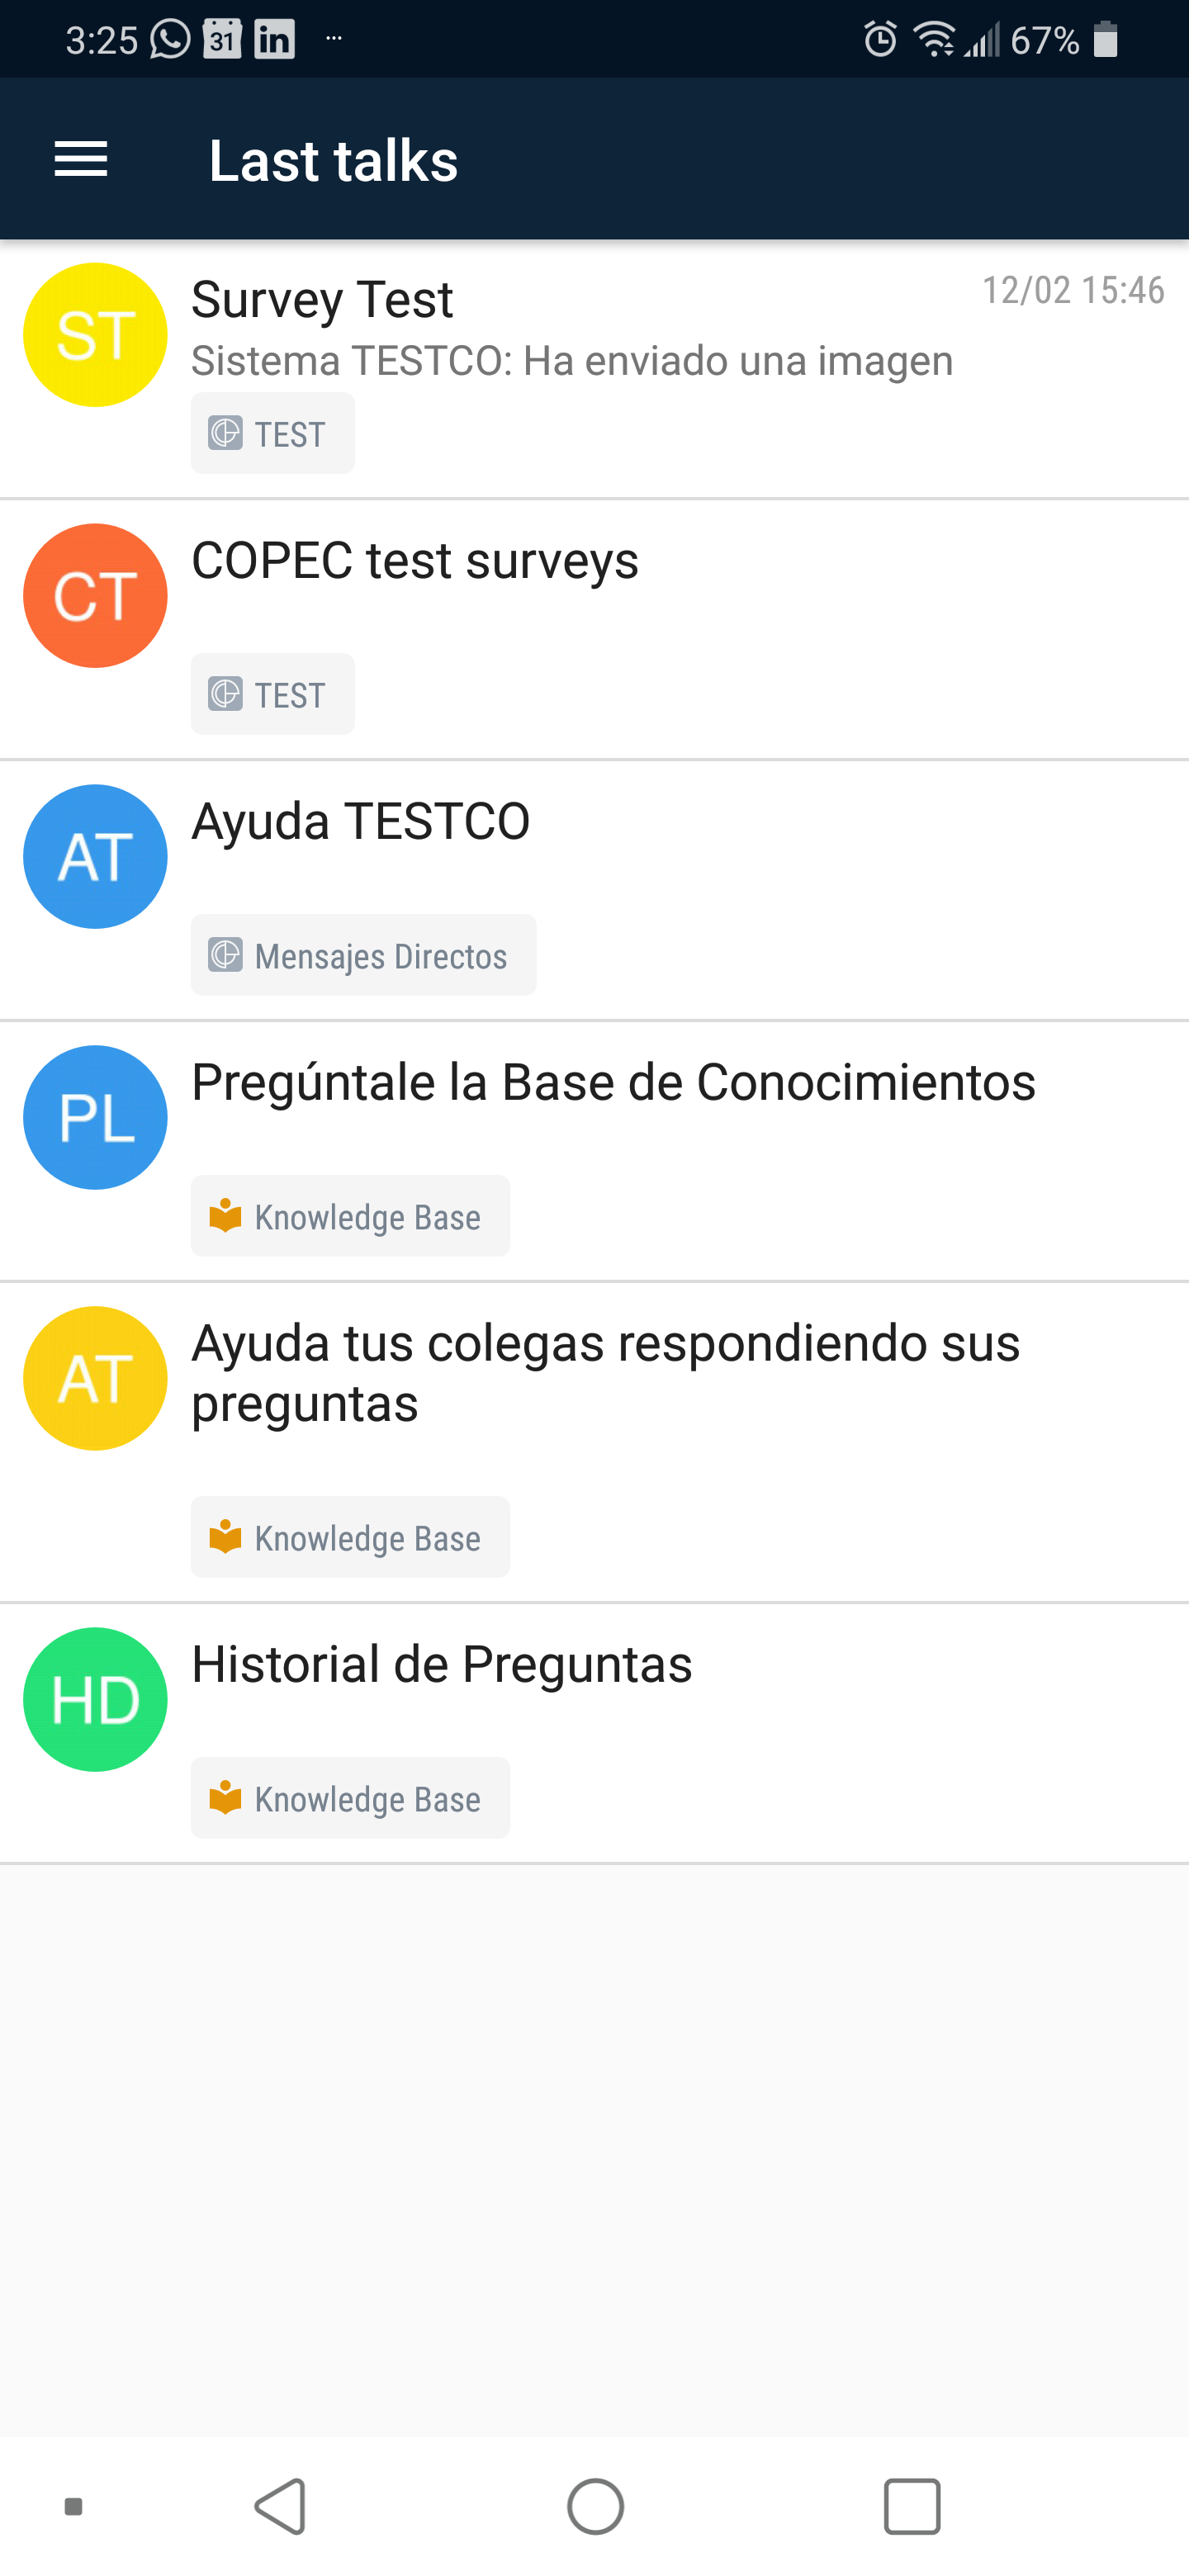 3:25 31 in ... 67%
Last talks
ST Survey Test 12/02 15:46
Sistema TESTCO: Ha enviado una imagen
TEST
CT COPEC test surveys
TEST
AT Ayuda TESTCO
Mensajes Directos
PL Pregúntale la Base de Conocimientos
Knowledge Base
AT Ayuda tus colegas respondiendo sus
preguntas
Knowledge Base
HD Historial de Preguntas
Knowledge Base